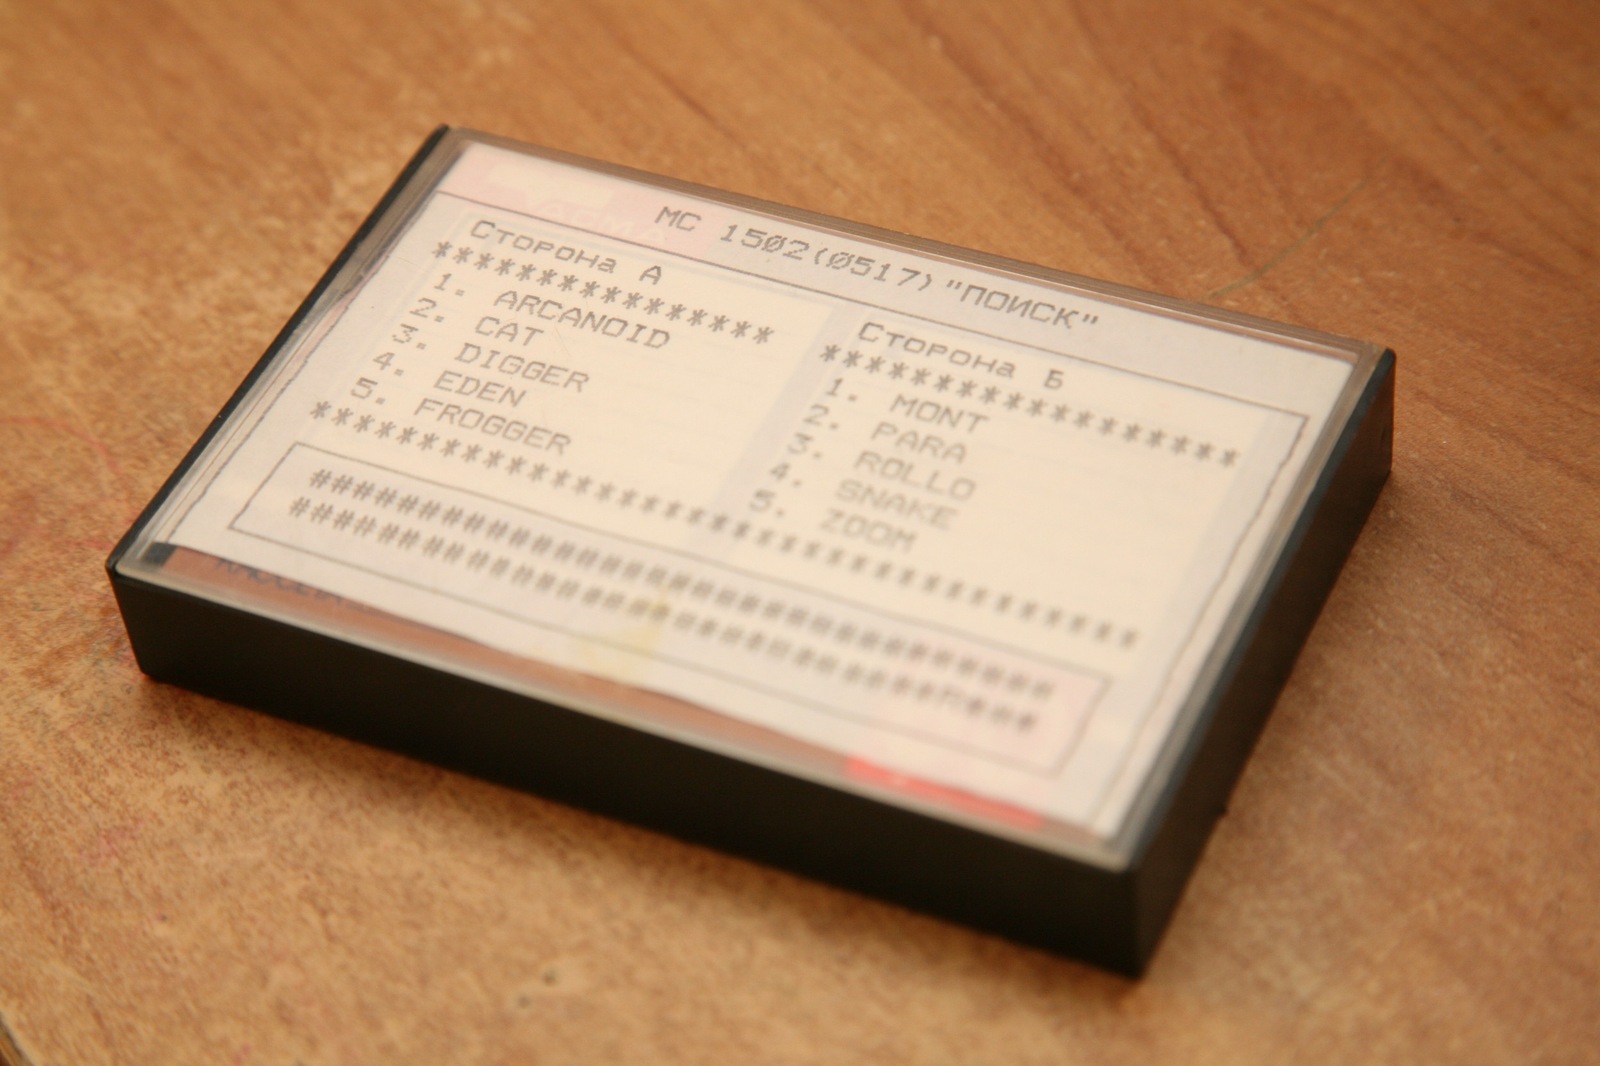 МС 1502(0517)"ПОИСК"
Сторона А
*****************
1. ARCANOID
2. CAT
3. DIGGER
4. EDEN
5. FROGGER
Сторона Б
*********************
1. MONT
2. PARA
3. ROLLO
4. SNAKE
5. ZOOM